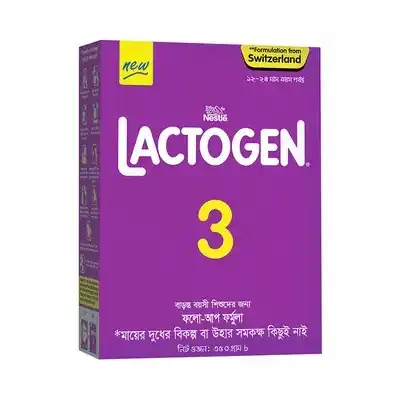 new
**Formulation from
Switzerland
১২-২৪ মাস বয়স পর্যন্ত
Nestlé
LACTOGEN®
3
বাড়ন্ত বয়সী শিশুদের জন্য
ফলো-আপ ফর্মুলা
*মায়ের দুধের বিকল্প বা উহার সমকক্ষ কিছুই নাই
নিট ওজন: ৩৫০ গ্রাম ৮